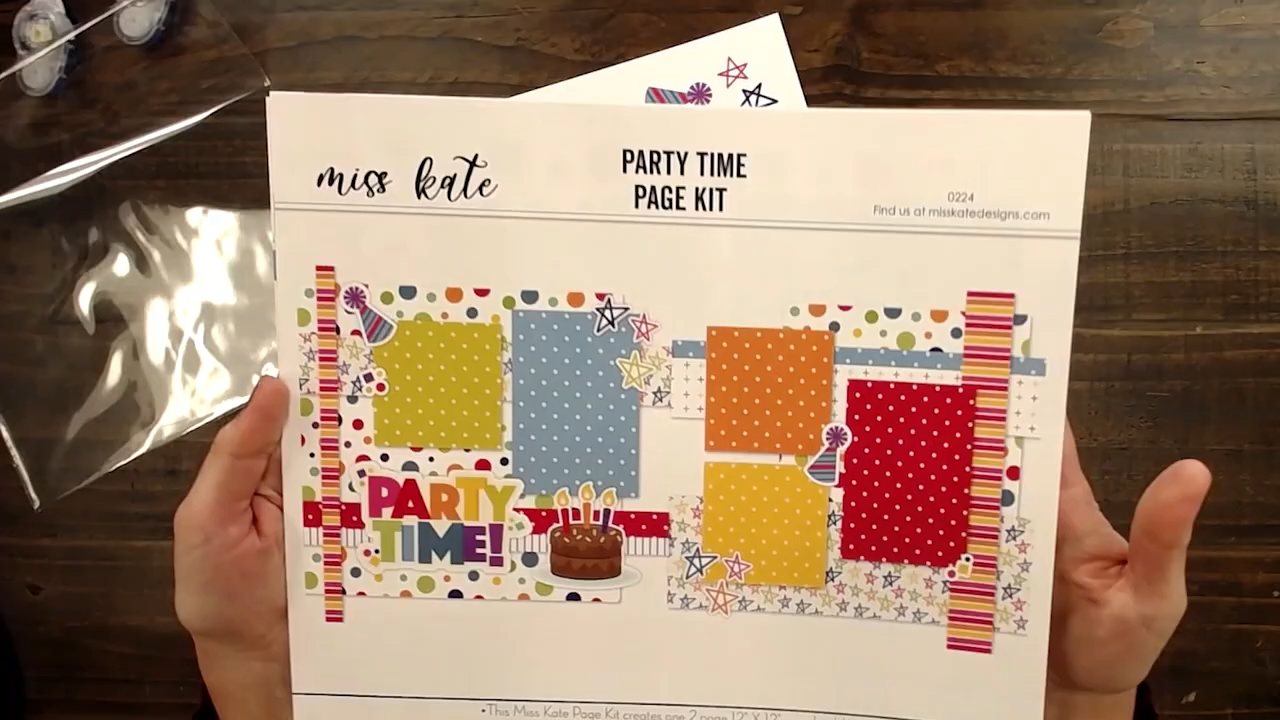 miss kate
PARTY TIME
PAGE KIT
0224
Find us at misskatedesigns.com
PARTY
TIME!
•This Miss Kate Page Kit creates one 2 page 12" X 12"